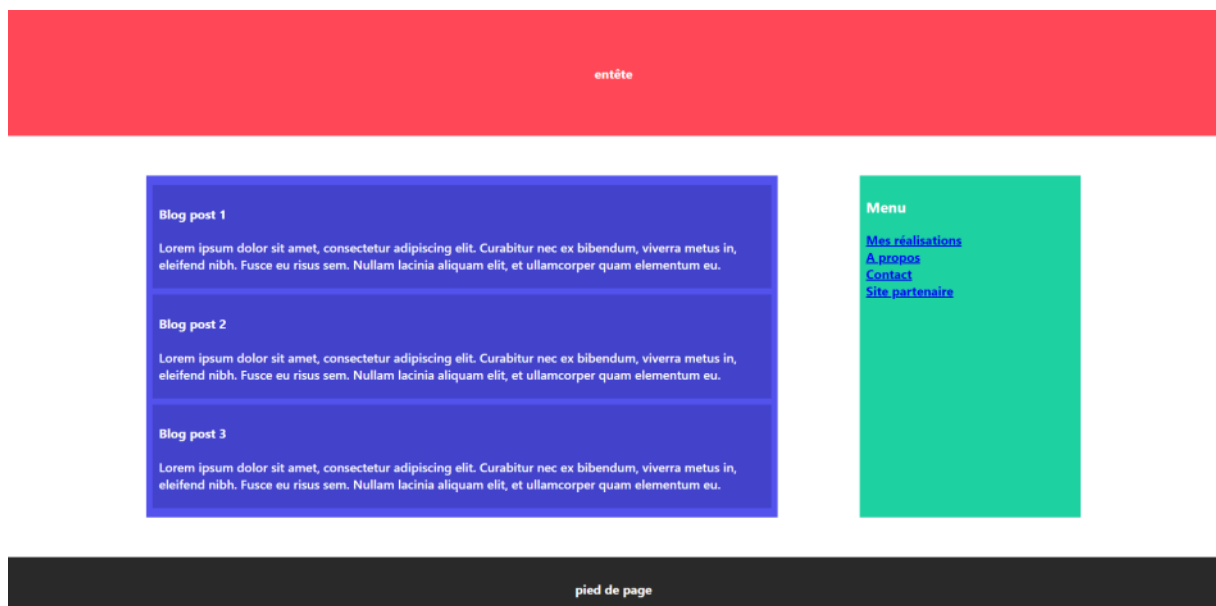 entête
Blog post 1
Lorem ipsum dolor sit amet, consectetur adipiscing elit. Curabitur nec ex bibendum, viverra metus in,
eleifend nibh. Fusce eu risus sem. Nullam lacinia aliquam elit, et ullamcorper quam elementum eu.
Blog post 2
Lorem ipsum dolor sit amet, consectetur adipiscing elit. Curabitur nec ex bibendum, viverra metus in,
eleifend nibh. Fusce eu risus sem. Nullam lacinia aliquam elit, et ullamcorper quam elementum eu.
Blog post 3
Lorem ipsum dolor sit amet, consectetur adipiscing elit. Curabitur nec ex bibendum, viverra metus in,
eleifend nibh. Fusce eu risus sem. Nullam lacinia aliquam elit, et ullamcorper quam elementum eu.
Menu
Mes réalisations
A propos
Contact
Site partenaire
pied de page